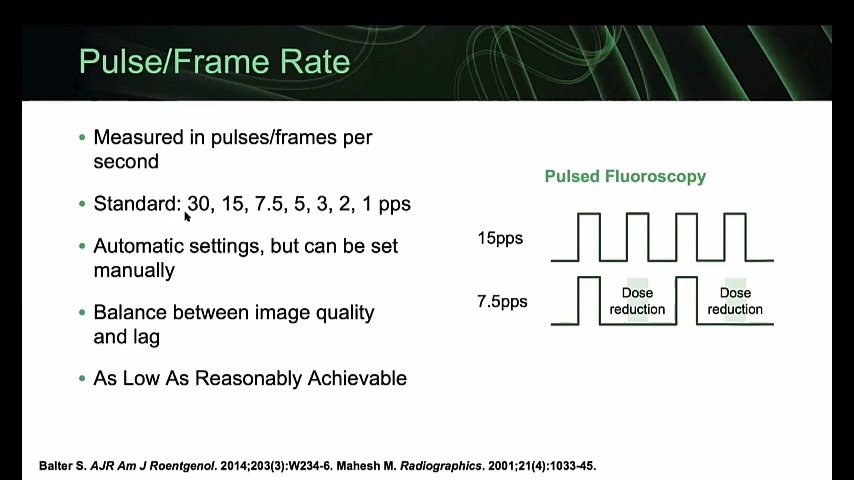 Pulse/Frame Rate
• Measured in pulses/frames per
second
• Standard: 30, 15, 7.5, 5, 3, 2, 1 pps
• Automatic settings, but can be set
manually
• Balance between image quality
and lag
• As Low As Reasonably Achievable
Pulsed Fluoroscopy
15pps
7.5pps
Dose
reduction
Dose
reduction
Balter S. AJR Am J Roentgenol. 2014;203(3):W234-6. Mahesh M. Radiographics. 2001;21(4):1033-45.